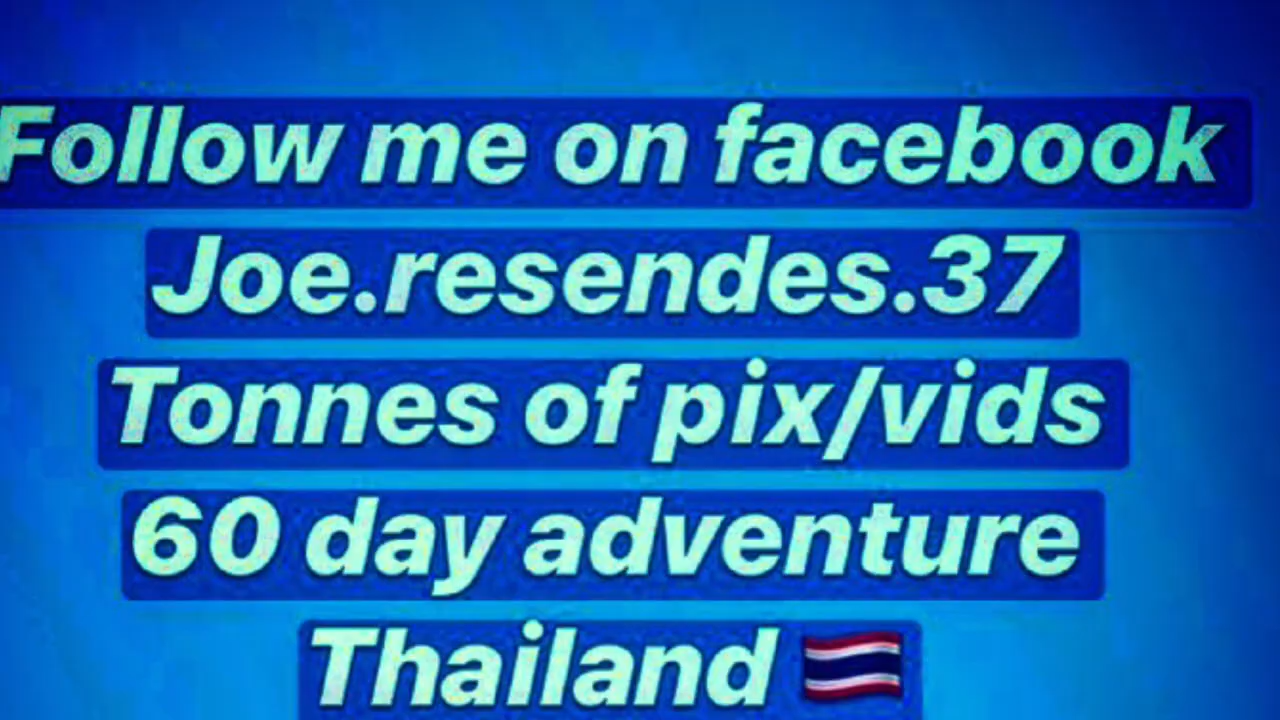 Follow me on facebook
Joe.resendes.37
Tonnes of pix/vids
60 day adventure
Thailand 🇹🇭